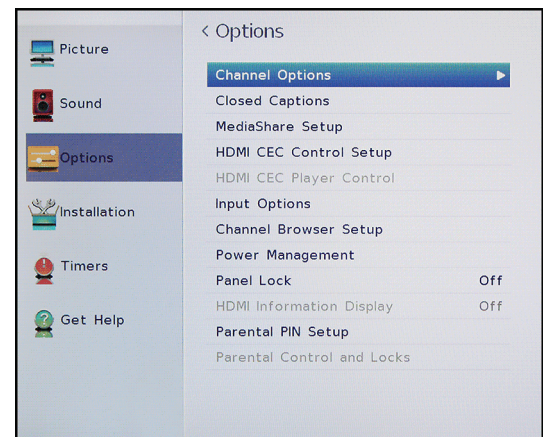 Picture
Sound
Options
Installation
Timers
Get Help
< Options
Channel Options
Closed Captions
MediaShare Setup
HDMI CEC Control Setup
HDMI CEC Player Control
Input Options
Channel Browser Setup
Power Management
Panel Lock Off
HDMI Information Display Off
Parental PIN Setup
Parental Control and Locks